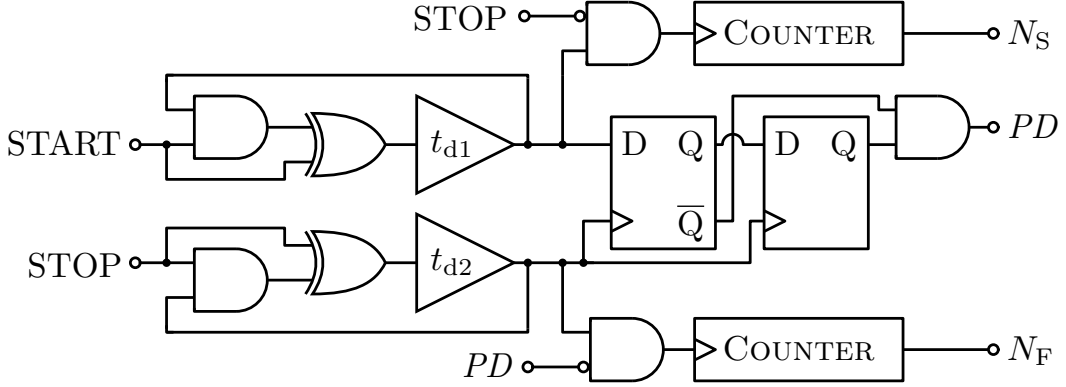 STOP
COUNTER
N_S
START
t_d1
D Q
D Q
PD
Q̅
STOP
t_d2
COUNTER
N_F
PD